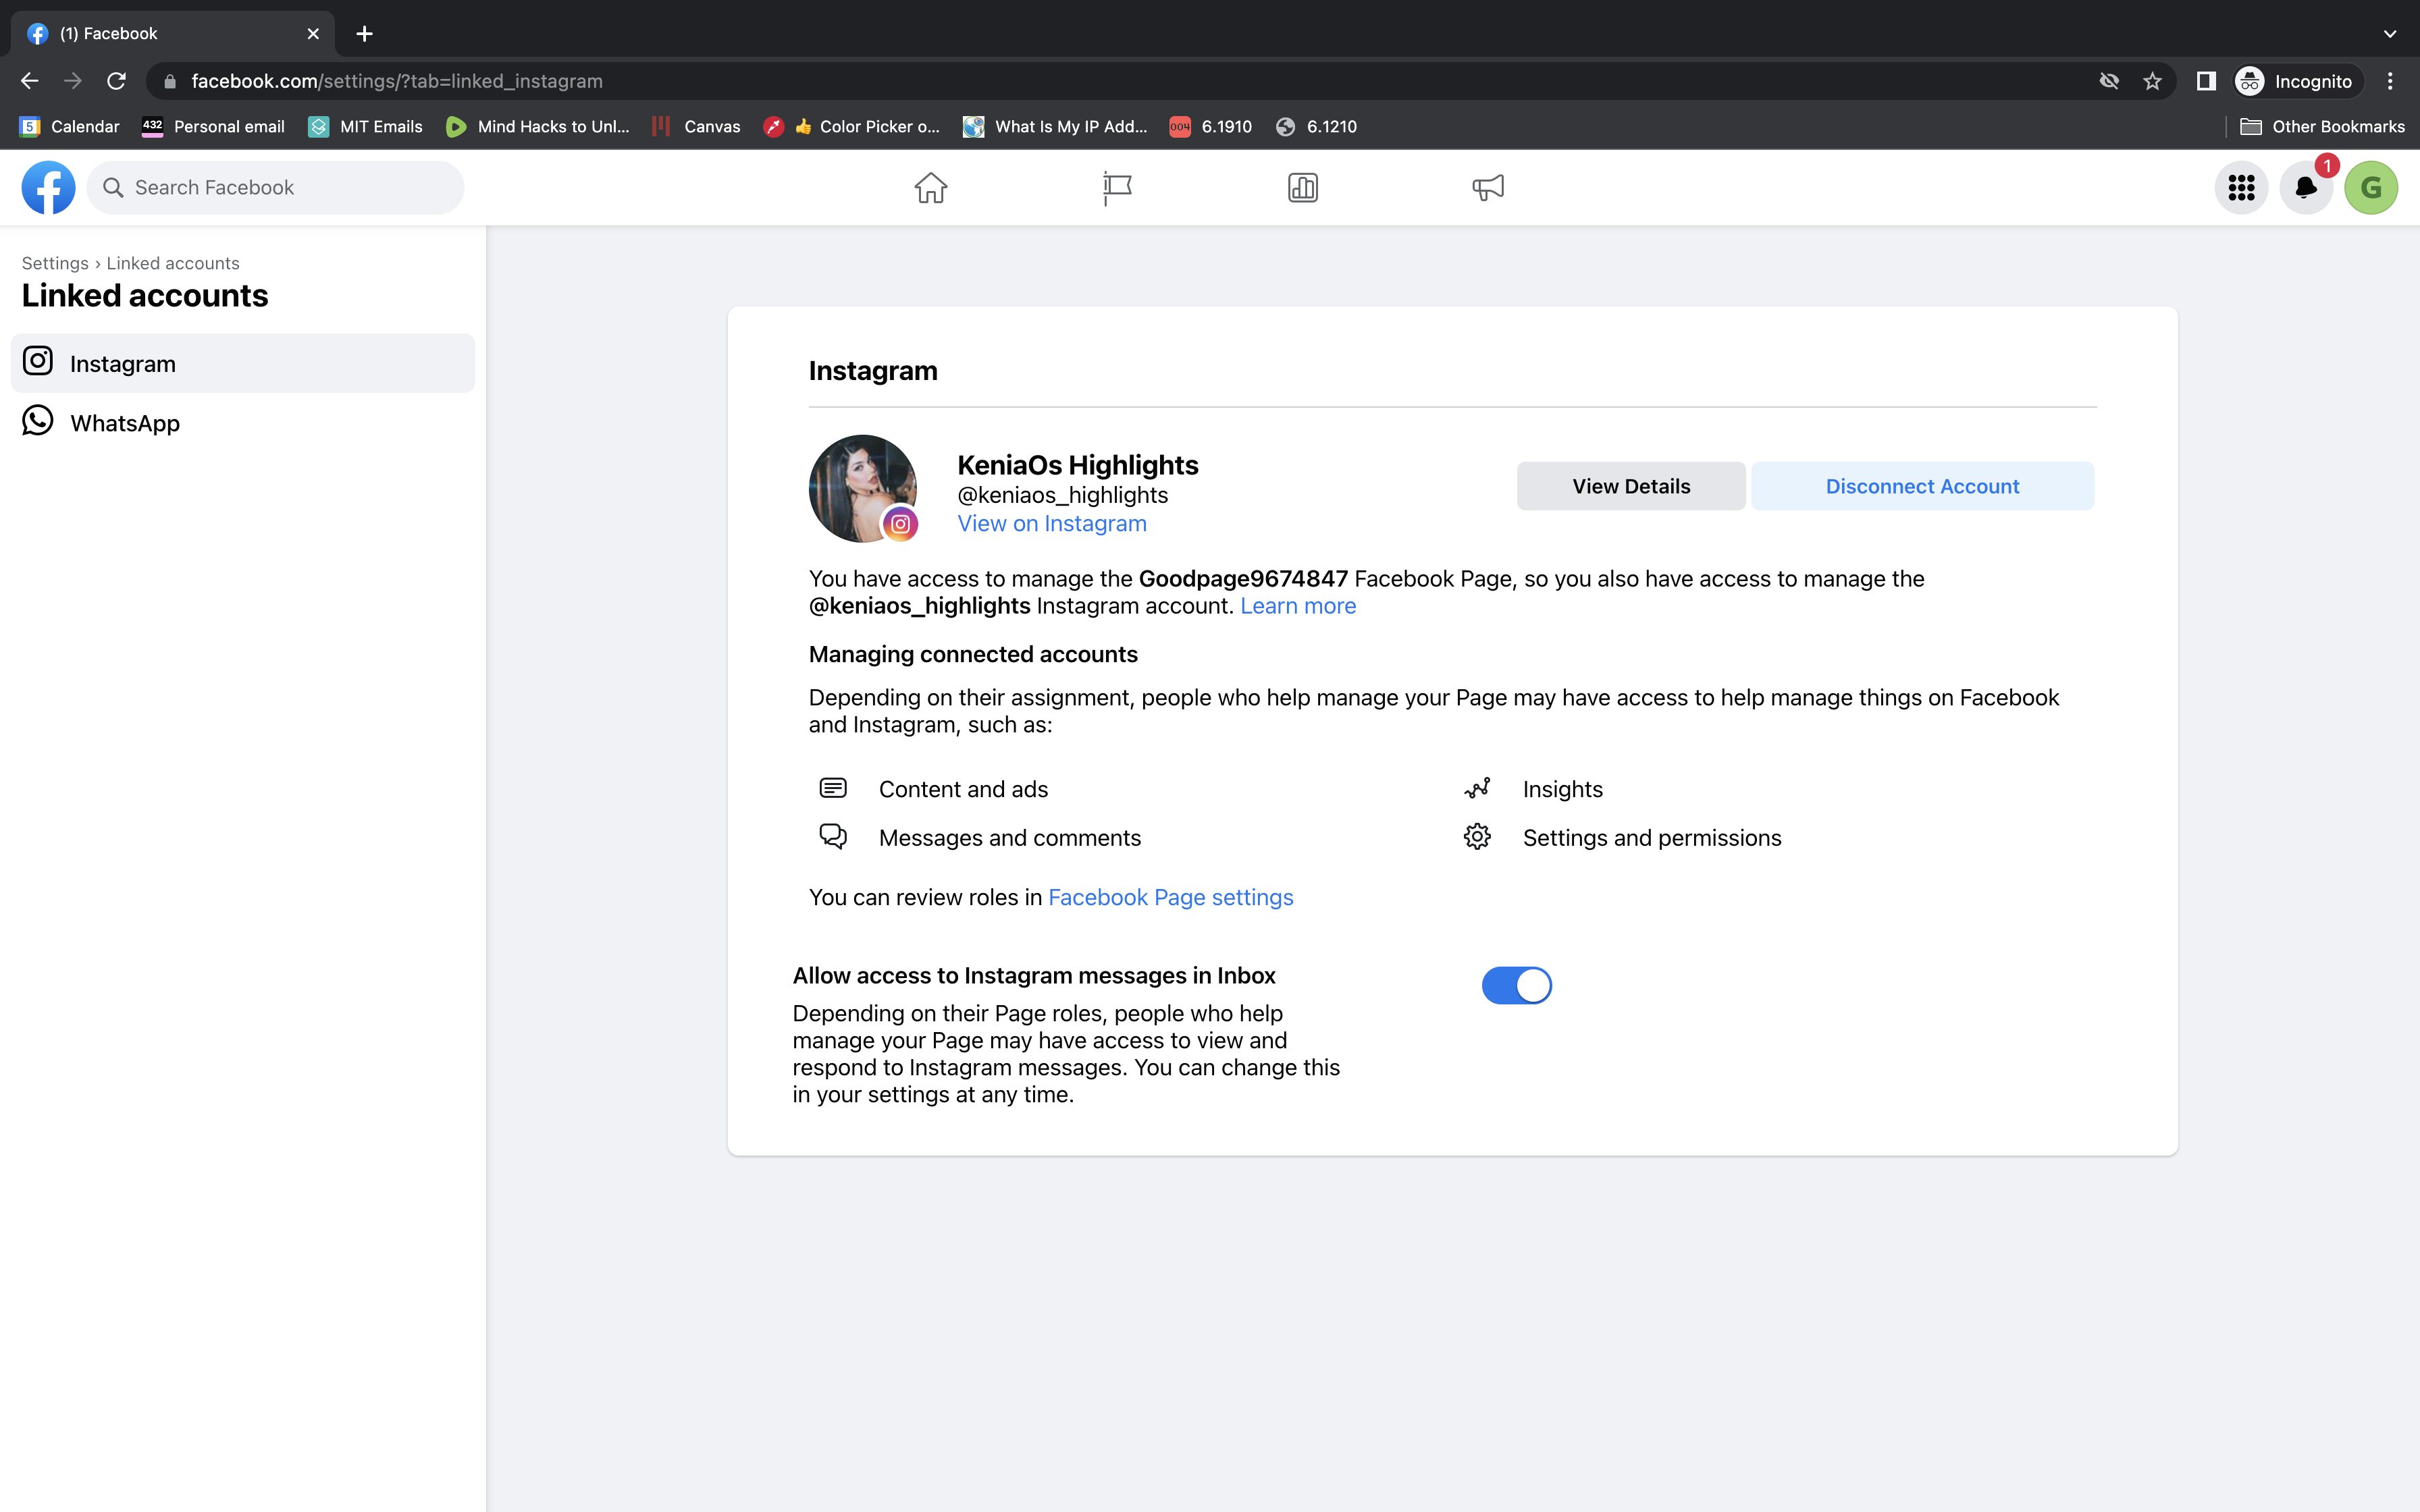 (1) Facebook
facebook.com/settings/?tab=linked_instagram
Incognito
5 Calendar
432 Personal email
MIT Emails
Mind Hacks to Unl...
Canvas
👍 Color Picker o...
What Is My IP Add...
004 6.1910
6.1210
Other Bookmarks
Search Facebook
1
G
Settings › Linked accounts
Linked accounts
Instagram
WhatsApp
Instagram
KeniaOs Highlights
@keniaos_highlights
View on Instagram
View Details
Disconnect Account
You have access to manage the Goodpage9674847 Facebook Page, so you also have access to manage the
@keniaos_highlights Instagram account. Learn more
Managing connected accounts
Depending on their assignment, people who help manage your Page may have access to help manage things on Facebook
and Instagram, such as:
Content and ads
Insights
Messages and comments
Settings and permissions
You can review roles in Facebook Page settings
Allow access to Instagram messages in Inbox
Depending on their Page roles, people who help
manage your Page may have access to view and
respond to Instagram messages. You can change this
in your settings at any time.